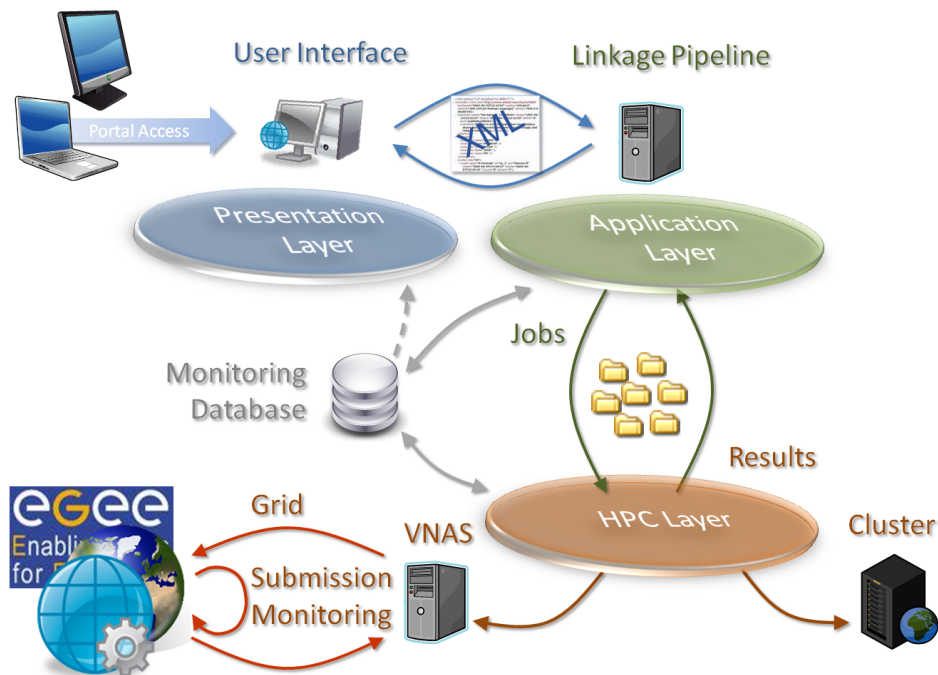 User Interface
Linkage Pipeline
Portal Access
XML
Presentation
Layer
Application
Layer
Jobs
Monitoring
Database
Results
HPC Layer
eGee
Enabli
for
Grid
VNAS
Cluster
Submission
Monitoring